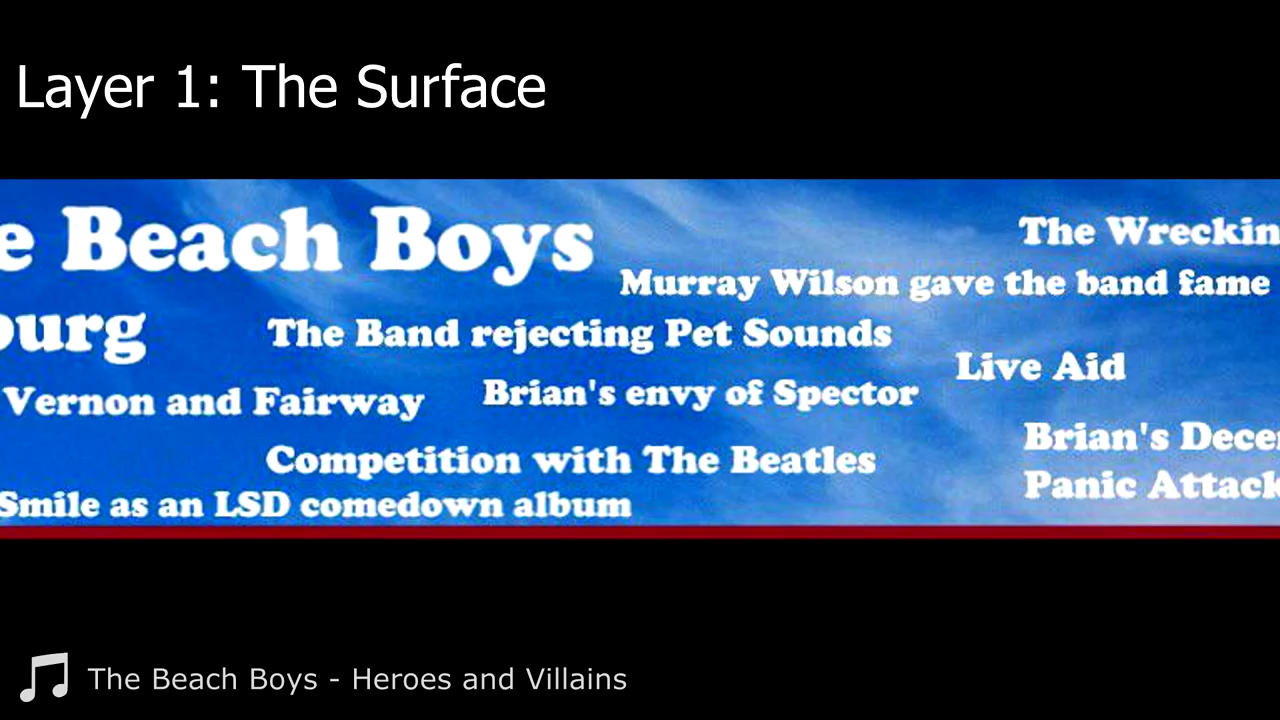 Layer 1: The Surface
e Beach Boys
The Wreckin
Murray Wilson gave the band fame
burg
The Band rejecting Pet Sounds
Live Aid
Vernon and Fairway
Brian's envy of Spector
Brian's Dece
Competition with The Beatles
Panic Attack
Smile as an LSD comedown album
The Beach Boys - Heroes and Villains